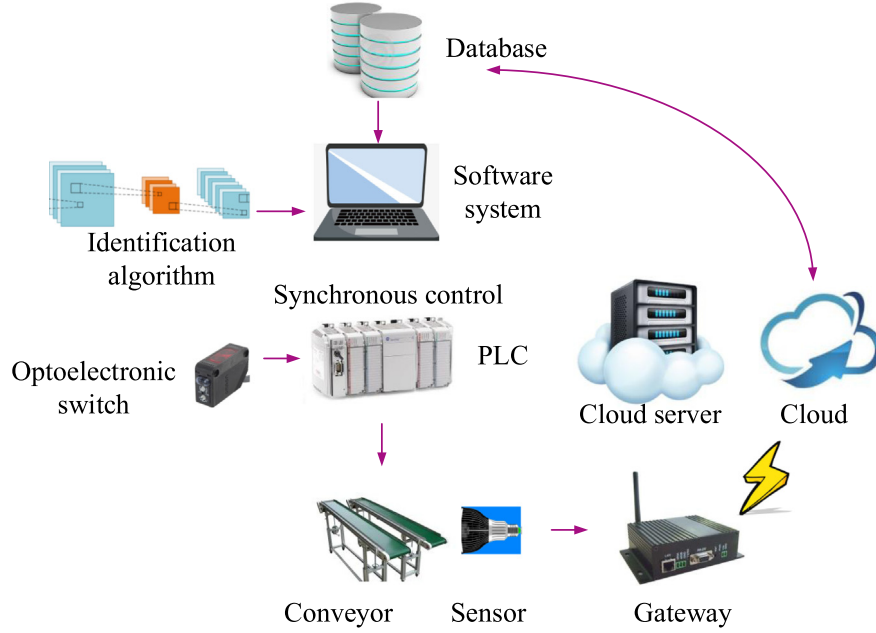 Database
Software
system
Identification
algorithm
Synchronous control
PLC
Optoelectronic
switch
Cloud server
Cloud
Conveyor
Sensor
Gateway